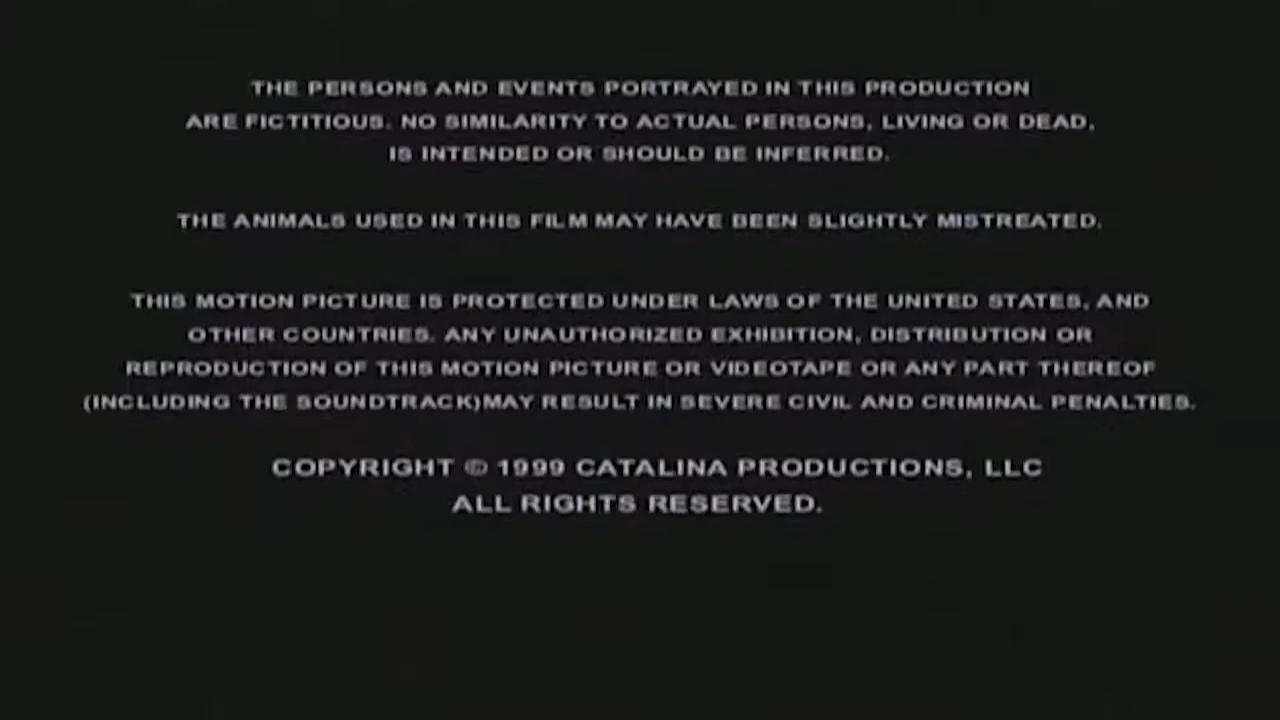 THE PERSONS AND EVENTS PORTRAYED IN THIS PRODUCTION
ARE FICTITIOUS. NO SIMILARITY TO ACTUAL PERSONS, LIVING OR DEAD,
IS INTENDED OR SHOULD BE INFERRED.
THE ANIMALS USED IN THIS FILM MAY HAVE BEEN SLIGHTLY MISTREATED.
THIS MOTION PICTURE IS PROTECTED UNDER LAWS OF THE UNITED STATES, AND
OTHER COUNTRIES. ANY UNAUTHORIZED EXHIBITION, DISTRIBUTION OR
REPRODUCTION OF THIS MOTION PICTURE OR VIDEOTAPE OR ANY PART THEREOF
(INCLUDING THE SOUNDTRACK)MAY RESULT IN SEVERE CIVIL AND CRIMINAL PENALTIES.
COPYRIGHT © 1999 CATALINA PRODUCTIONS, LLC
ALL RIGHTS RESERVED.